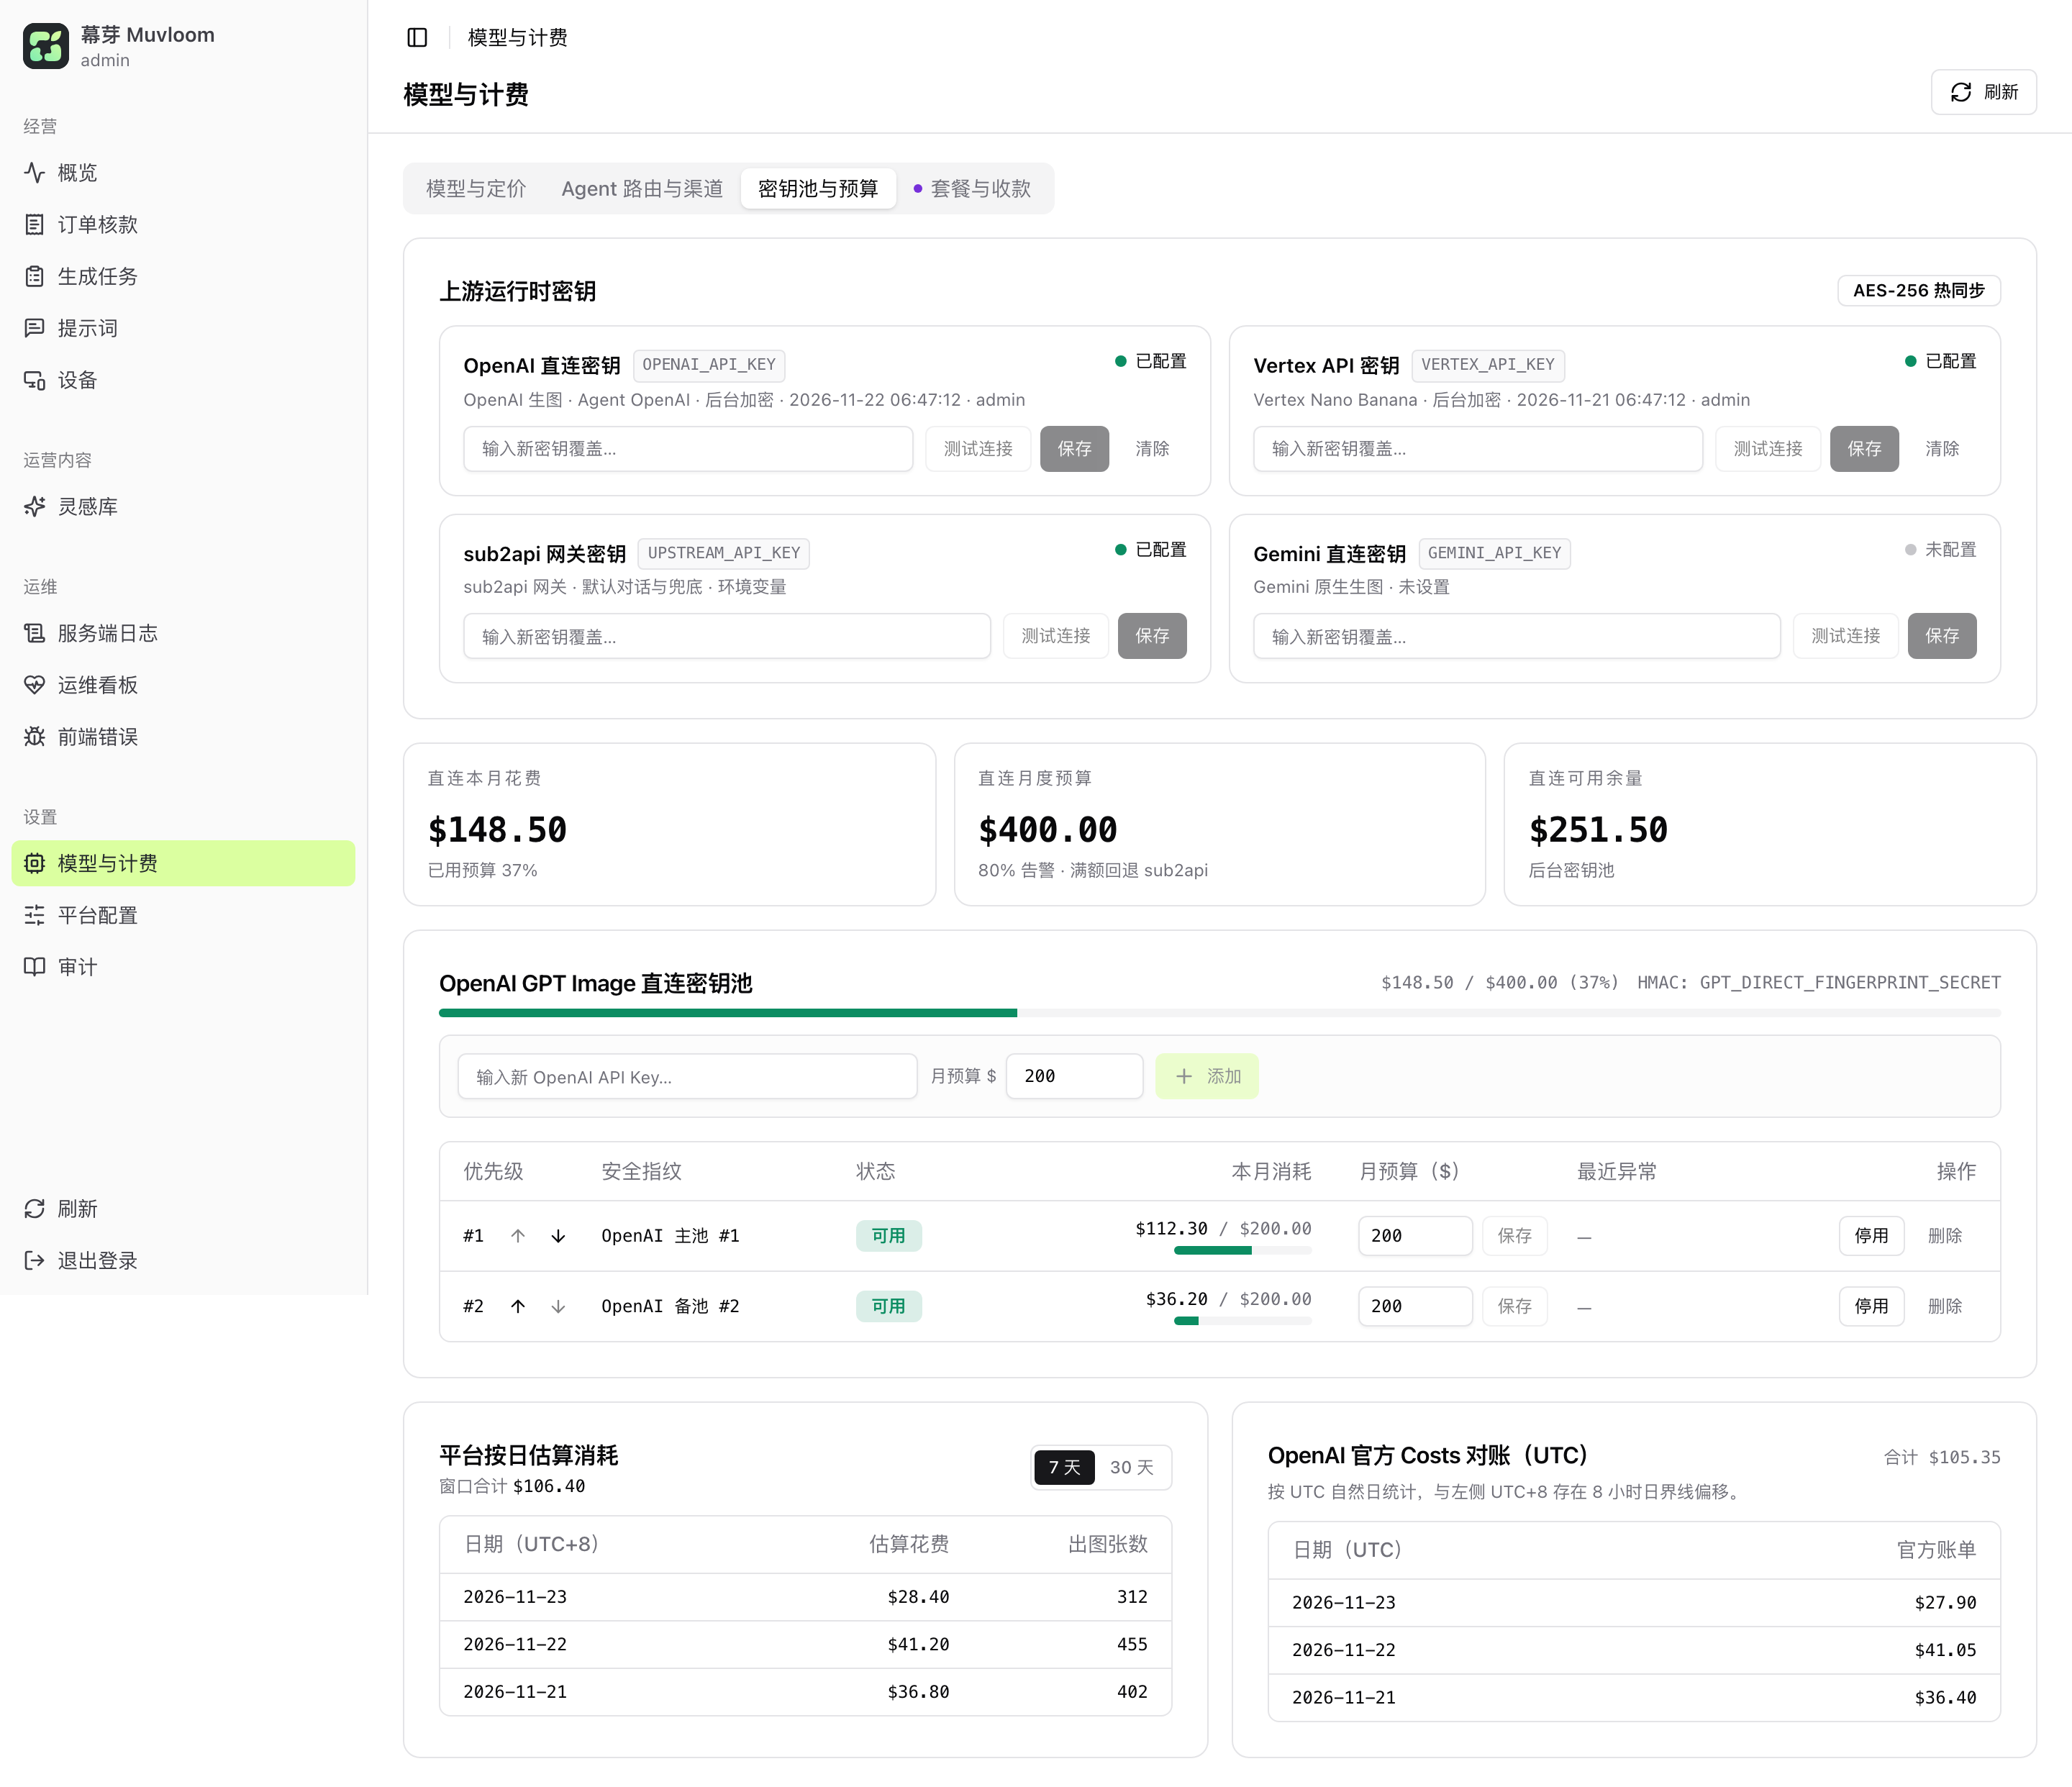 幕芽 Muvloom
admin
经营
概览
订单核款
生成任务
提示词
设备
运营内容
灵感库
运维
服务端日志
运维看板
前端错误
设置
模型与计费
平台配置
审计
刷新
退出登录
模型与计费
模型与计费
刷新
模型与定价 Agent 路由与渠道 密钥池与预算 套餐与收款
上游运行时密钥 AES-256 热同步
OpenAI 直连密钥 OPENAI_API_KEY 已配置
OpenAI 生图 · Agent OpenAI · 后台加密 · 2026-11-22 06:47:12 · admin
输入新密钥覆盖... 测试连接 保存 清除
Vertex API 密钥 VERTEX_API_KEY 已配置
Vertex Nano Banana · 后台加密 · 2026-11-21 06:47:12 · admin
输入新密钥覆盖... 测试连接 保存 清除
sub2api 网关密钥 UPSTREAM_API_KEY 已配置
sub2api 网关 · 默认对话与兜底 · 环境变量
输入新密钥覆盖... 测试连接 保存
Gemini 直连密钥 GEMINI_API_KEY 未配置
Gemini 原生生图 · 未设置
输入新密钥覆盖... 测试连接 保存
直连本月花费
$148.50
已用预算 37%
直连月度预算
$400.00
80% 告警 · 满额回退 sub2api
直连可用余量
$251.50
后台密钥池
OpenAI GPT Image 直连密钥池 $148.50 / $400.00 (37%) HMAC: GPT_DIRECT_FINGERPRINT_SECRET
输入新 OpenAI API Key... 月预算 $ 200 添加
优先级 安全指纹 状态 本月消耗 月预算（$） 最近异常 操作
#1 OpenAI 主池 #1 可用 $112.30 / $200.00 200 保存 — 停用 删除
#2 OpenAI 备池 #2 可用 $36.20 / $200.00 200 保存 — 停用 删除
平台按日估算消耗
窗口合计 $106.40
7 天 30 天
日期（UTC+8） 估算花费 出图张数
2026-11-23 $28.40 312
2026-11-22 $41.20 455
2026-11-21 $36.80 402
OpenAI 官方 Costs 对账（UTC） 合计 $105.35
按 UTC 自然日统计，与左侧 UTC+8 存在 8 小时日界线偏移。
日期（UTC） 官方账单
2026-11-23 $27.90
2026-11-22 $41.05
2026-11-21 $36.40